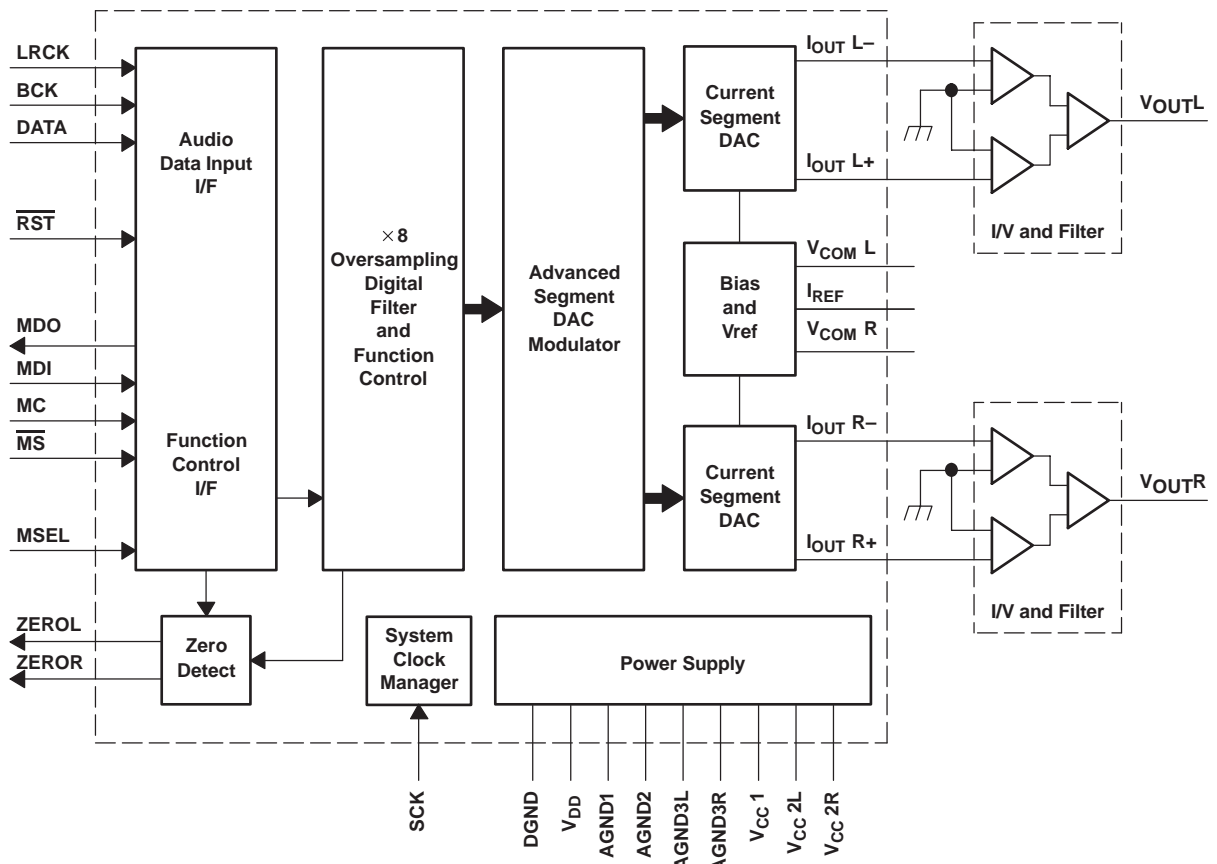 LRCK
BCK
DATA
RST
MDO
MDI
MC
MS
MSEL
ZEROL
ZEROR
Audio
Data Input
I/F
Function
Control
I/F
×8
Oversampling
Digital
Filter
and
Function
Control
Advanced
Segment
DAC
Modulator
Current
Segment
DAC
Bias
and
Vref
Current
Segment
DAC
IOUT L–
IOUT L+
VCOM L
IREF
VCOM R
IOUT R–
IOUT R+
VOUTL
I/V and Filter
VOUTR
I/V and Filter
Zero
Detect
System
Clock
Manager
Power Supply
SCK
DGND
VDD
AGND1
AGND2
AGND3L
AGND3R
VCC 1
VCC 2L
VCC 2R